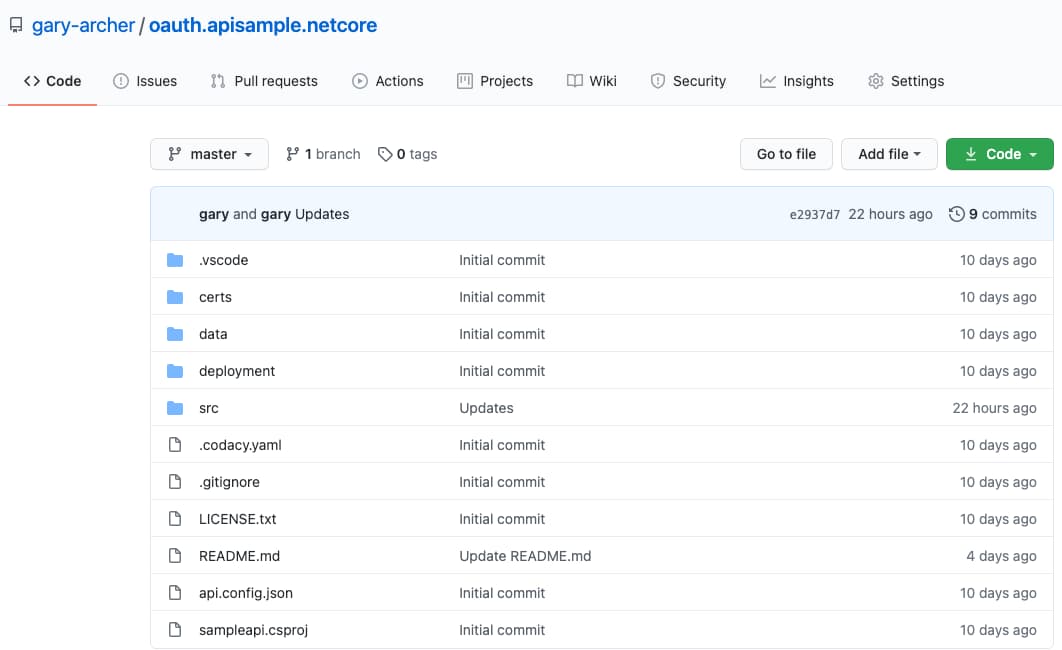 gary-archer / oauth.apisample.netcore
Code Issues Pull requests Actions Projects Wiki Security Insights Settings
master 1 branch 0 tags Go to file Add file Code
gary and gary Updates e2937d7 22 hours ago 9 commits
.vscode Initial commit 10 days ago
certs Initial commit 10 days ago
data Initial commit 10 days ago
deployment Initial commit 10 days ago
src Updates 22 hours ago
.codacy.yaml Initial commit 10 days ago
.gitignore Initial commit 10 days ago
LICENSE.txt Initial commit 10 days ago
README.md Update README.md 4 days ago
api.config.json Initial commit 10 days ago
sampleapi.csproj Initial commit 10 days ago